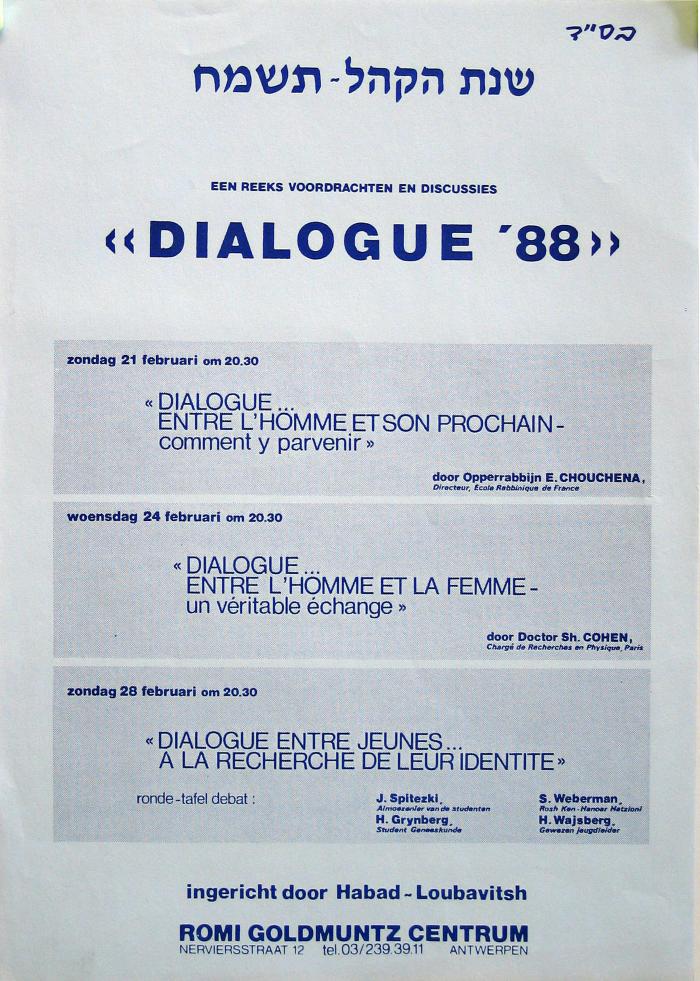 בס״ד
שנת הקהל - תשמח
EEN REEKS VOORDRACHTEN EN DISCUSSIES
‹‹ DIALOGUE ´88 ››
zondag 21 februari om 20.30
« DIALOGUE ...
ENTRE L'HOMME ET SON PROCHAIN -
comment y parvenir »
door Opperrabbijn E. CHOUCHENA,
Directeur, Ecole Rabbinique de France
woensdag 24 februari om 20.30
« DIALOGUE ...
ENTRE L'HOMME ET LA FEMME -
un véritable échange »
door Doctor Sh. COHEN,
Chargé de Recherches en Physique, Paris
zondag 28 februari om 20.30
« DIALOGUE ENTRE JEUNES ...
A LA RECHERCHE DE LEUR IDENTITE »
ronde - tafel debat :
J. Spitezki,
Almoezenier van de studenten
H. Grynberg,
Student Geneeskunde
S. Weberman,
Rosh Ken - Hanoar Hatzioni
H. Wajsberg,
Gewezen jeugdleider
ingericht door Habad - Loubavitsh
ROMI GOLDMUNTZ CENTRUM
NERVIERSSTRAAT 12 tel. 03/239.39.11 ANTWERPEN